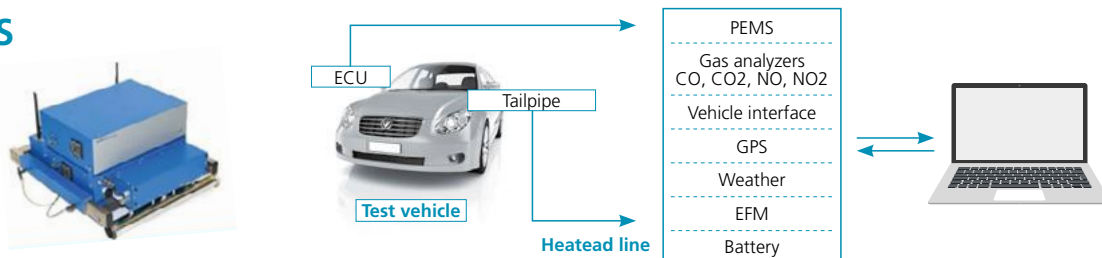 S
ECU
Tailpipe
Test vehicle
Heatead line
PEMS
Gas analyzers
CO, CO2, NO, NO2
Vehicle interface
GPS
Weather
EFM
Battery